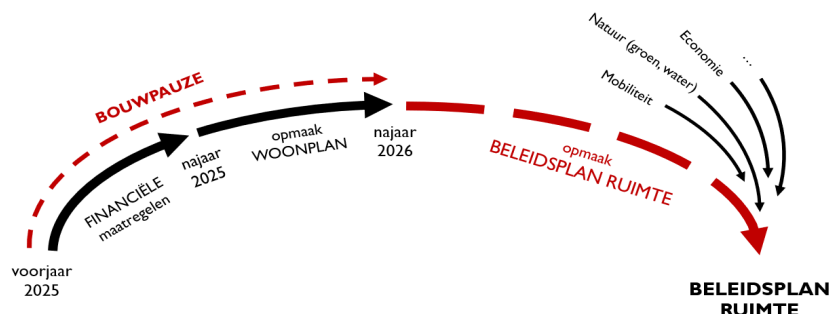 BOUWPAUZE
voorjaar
2025
FINANCIËLE
maatregelen
najaar
2025
opmaak
WOONPLAN
najaar
2026
opmaak
BELEIDSPLAN RUIMTE
Mobiliteit
Natuur (groen, water)
Economie
...
BELEIDSPLAN
RUIMTE